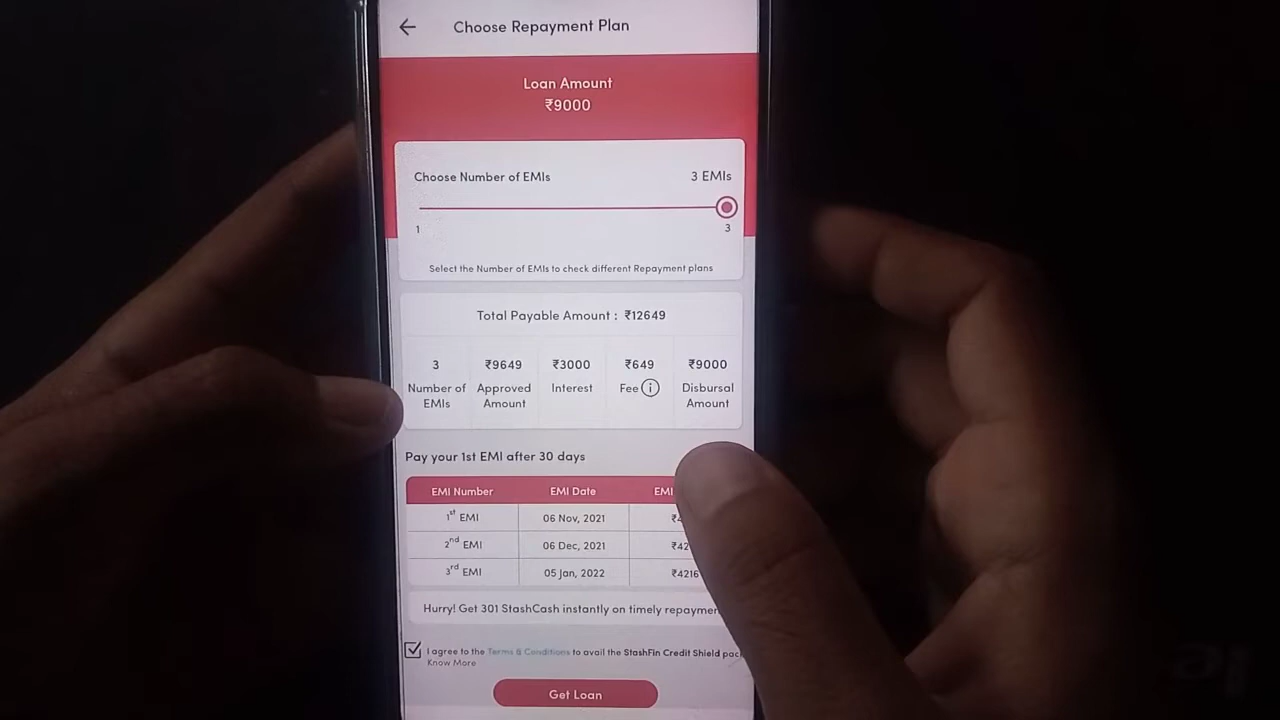 Choose Repayment Plan
Loan Amount
₹9000
Choose Number of EMIs 3 EMIs
1 3
Select the Number of EMIs to check different Repayment plans
Total Payable Amount : ₹12649
3 ₹9649 ₹3000 ₹649 ₹9000
Number of EMIs Approved Amount Interest Fee i Disbursal Amount
Pay your 1st EMI after 30 days
EMI Number EMI Date EMI
1st EMI 06 Nov, 2021
2nd EMI 06 Dec, 2021
3rd EMI 05 Jan, 2022 ₹4216
Hurry! Get 301 StashCash instantly on timely
I agree to the Terms & Conditions to avail the StashFin Credit Shield
Know More
Get Loan